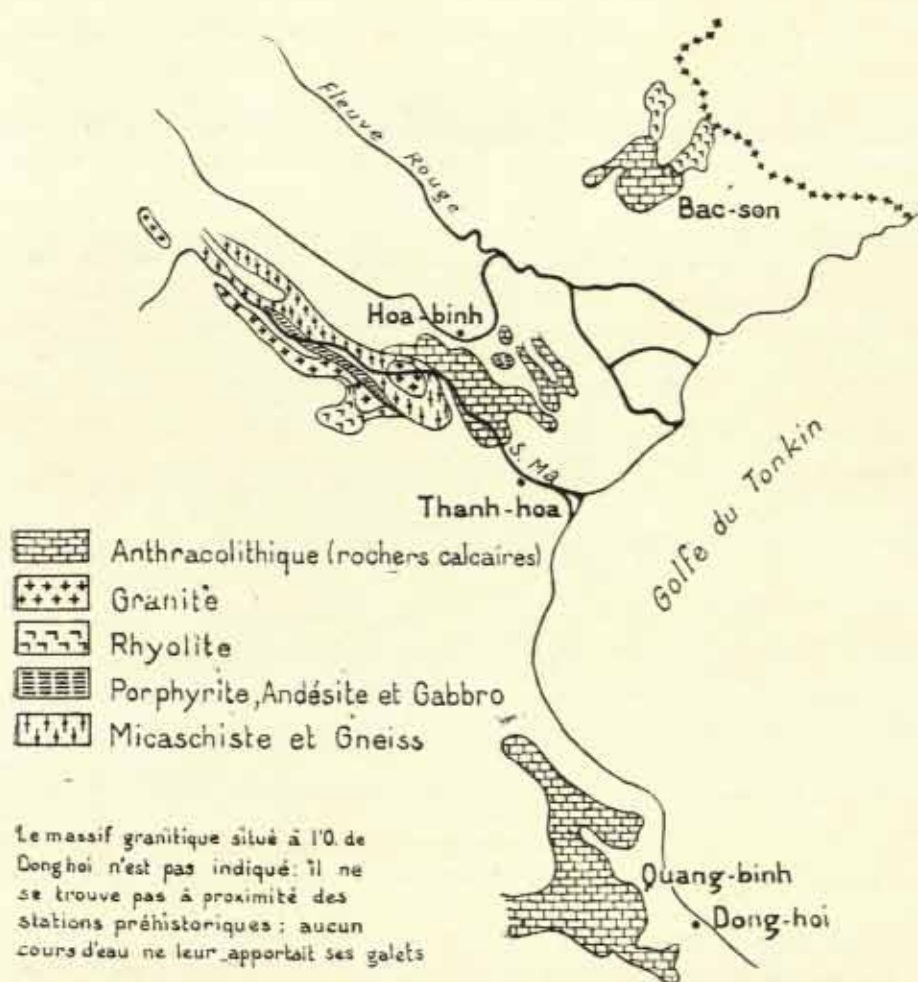 Fleuve Rouge
Bac-son
Hoa-binh
S. Ma
Thanh-hoa
Golfe du Tonkin
Anthracolithique (rochers calcaires)
Granite
Rhyolite
Porphyrite, Andésite et Gabbro
Micaschiste et Gneiss
Le massif granitique situé à l'O. de
Donghoi n'est pas indiqué: il ne
se trouve pas à proximité des
stations préhistoriques : aucun
cours d'eau ne leur apportait ses galets
Quang-binh
Dong-hoi